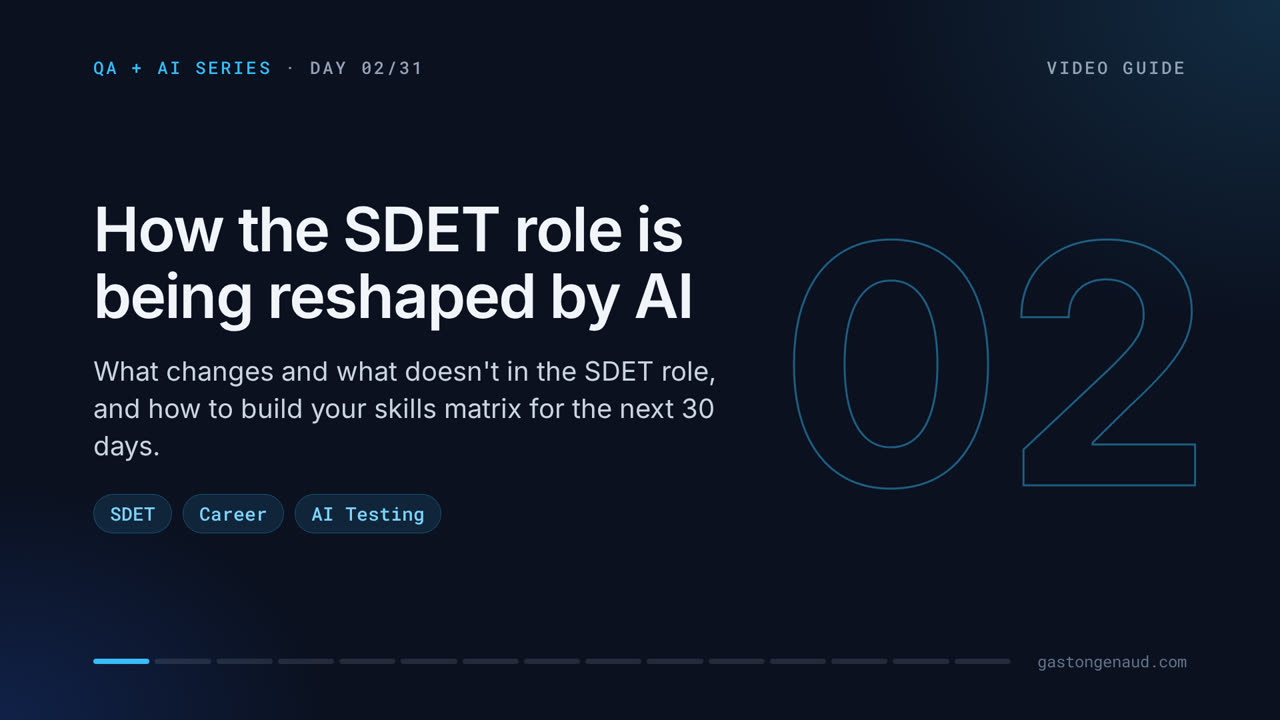 QA + AI SERIES · DAY 02/31
VIDEO GUIDE
How the SDET role is
being reshaped by AI
What changes and what doesn't in the SDET role,
and how to build your skills matrix for the next 30
days.
02
SDET
Career
AI Testing
gastongenaud.com